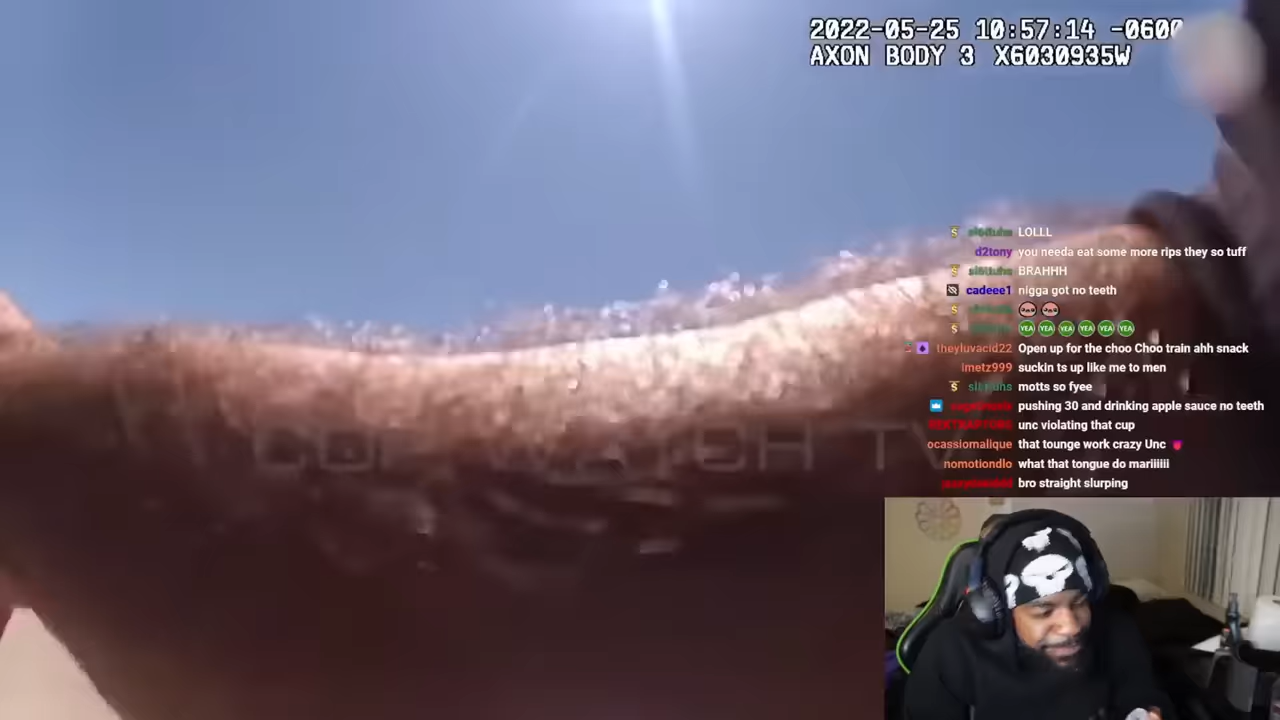 2022-05-25 10:57:14 -0600
AXON BODY 3 X6030935W
LOLLL
d2tony you needa eat some more rips they so tuff
BRAHHH
cadeee1 nigga got no teeth
YEA YEA YEA YEA YEA YEA
theyluvacid22 Open up for the choo Choo train ahh snack
lmetz999 suckin ts up like me to men
motts so fyee
pushing 30 and drinking apple sauce no teeth
unc violating that cup
ocassiomalique that tounge work crazy Unc
nomotiondlo what that tongue do mariiiiii
bro straight slurping